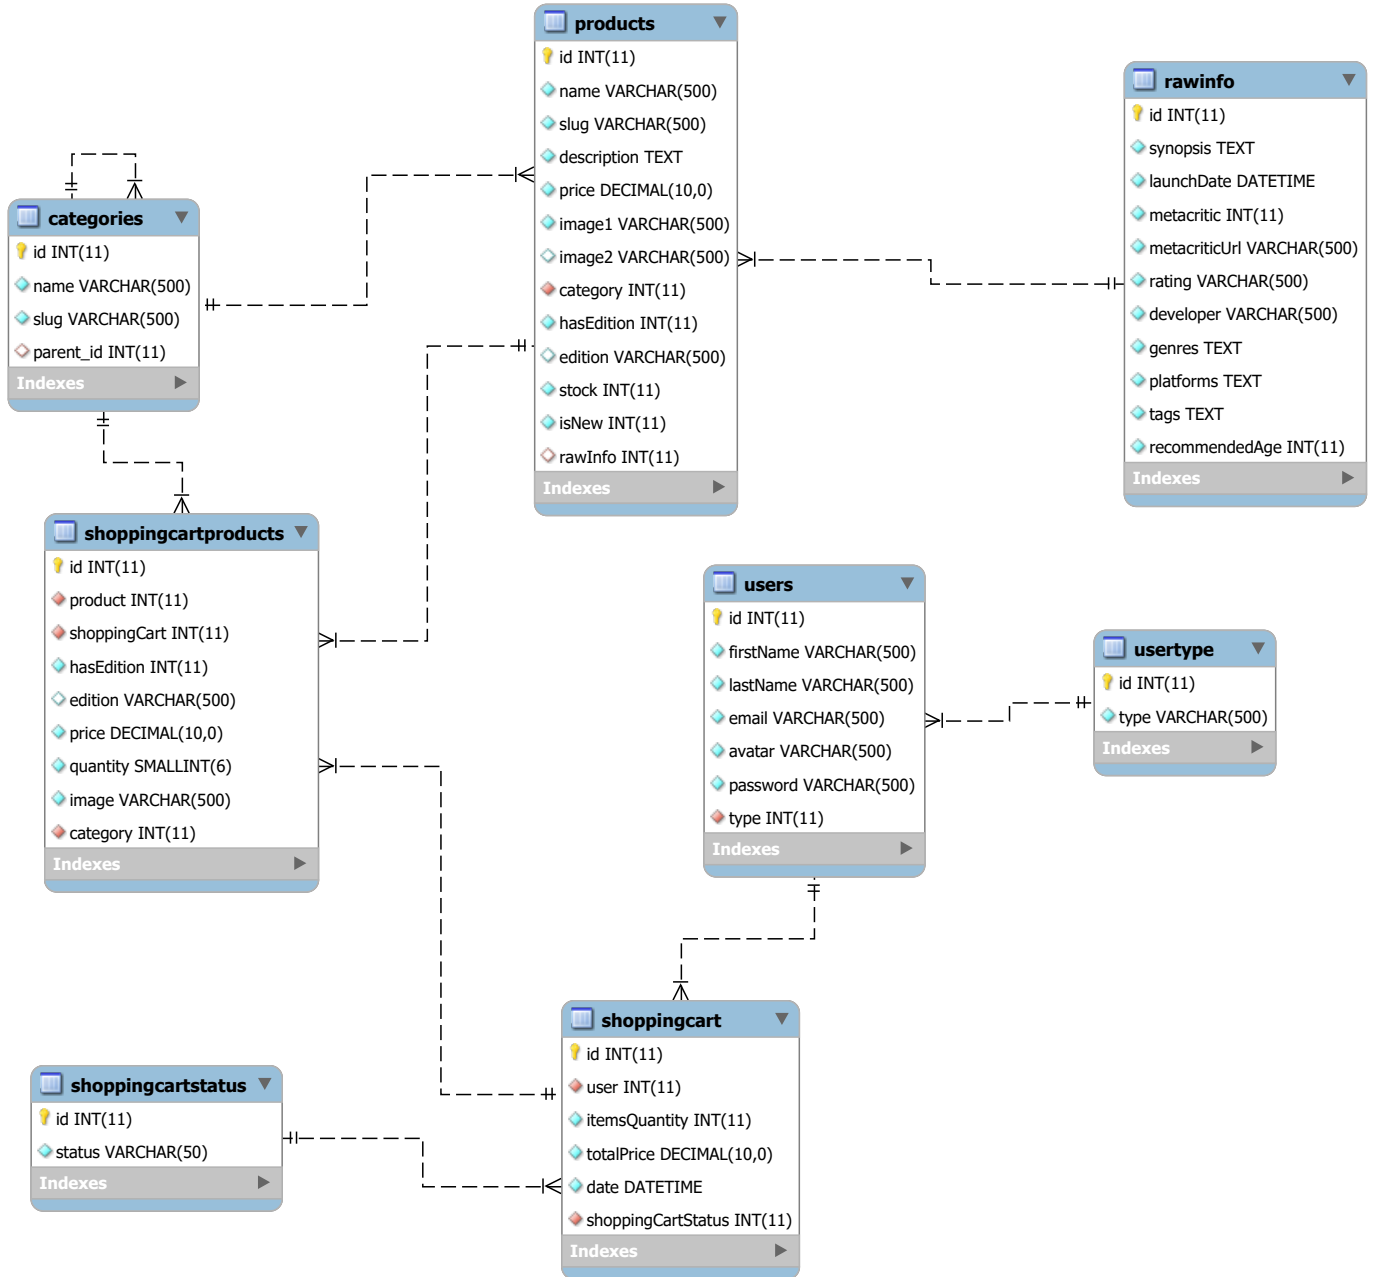 products
id INT(11)
name VARCHAR(500)
slug VARCHAR(500)
description TEXT
price DECIMAL(10,0)
image1 VARCHAR(500)
image2 VARCHAR(500)
category INT(11)
hasEdition INT(11)
edition VARCHAR(500)
stock INT(11)
isNew INT(11)
rawInfo INT(11)
Indexes
rawinfo
id INT(11)
synopsis TEXT
launchDate DATETIME
metacritic INT(11)
metacriticUrl VARCHAR(500)
rating VARCHAR(500)
developer VARCHAR(500)
genres TEXT
platforms TEXT
tags TEXT
recommendedAge INT(11)
Indexes
categories
id INT(11)
name VARCHAR(500)
slug VARCHAR(500)
parent_id INT(11)
Indexes
shoppingcartproducts
id INT(11)
product INT(11)
shoppingCart INT(11)
hasEdition INT(11)
edition VARCHAR(500)
price DECIMAL(10,0)
quantity SMALLINT(6)
image VARCHAR(500)
category INT(11)
Indexes
users
id INT(11)
firstName VARCHAR(500)
lastName VARCHAR(500)
email VARCHAR(500)
avatar VARCHAR(500)
password VARCHAR(500)
type INT(11)
Indexes
usertype
id INT(11)
type VARCHAR(500)
Indexes
shoppingcart
id INT(11)
user INT(11)
itemsQuantity INT(11)
totalPrice DECIMAL(10,0)
date DATETIME
shoppingCartStatus INT(11)
Indexes
shoppingcartstatus
id INT(11)
status VARCHAR(50)
Indexes